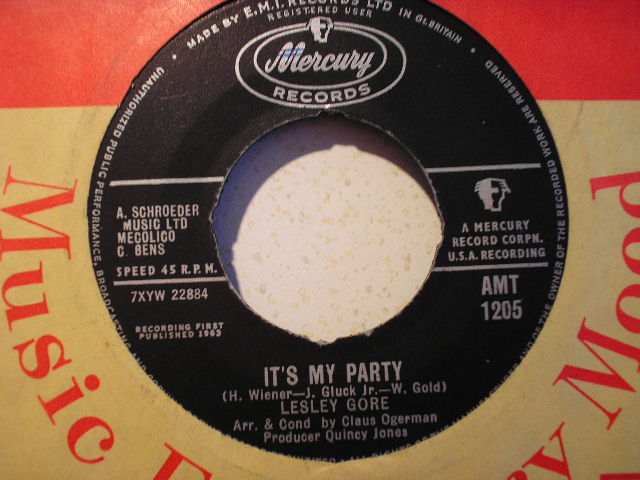 MADE BY E.M.I. RECORDS LTD IN GT. BRITAIN
REGISTERED USER
Mercury
RECORDS
UNAUTHORIZED PUBLIC PERFORMANCE, BROADCASTING AND
OF THE OWNER OF THE RECORDED WORK ARE RESERVED
A. SCHROEDER
MUSIC LTD
MECOLICO
C. BENS
SPEED 45 R.P.M.
7XYW 22884
RECORDING FIRST
PUBLISHED 1963
A MERCURY
RECORD CORPN.
U.S.A. RECORDING
AMT
1205
IT'S MY PARTY
(H. Wiener—J. Gluck Jr.—W. Gold)
LESLEY GORE
Arr. & Cond by Claus Ogerman
Producer Quincy Jones
Music
Mood